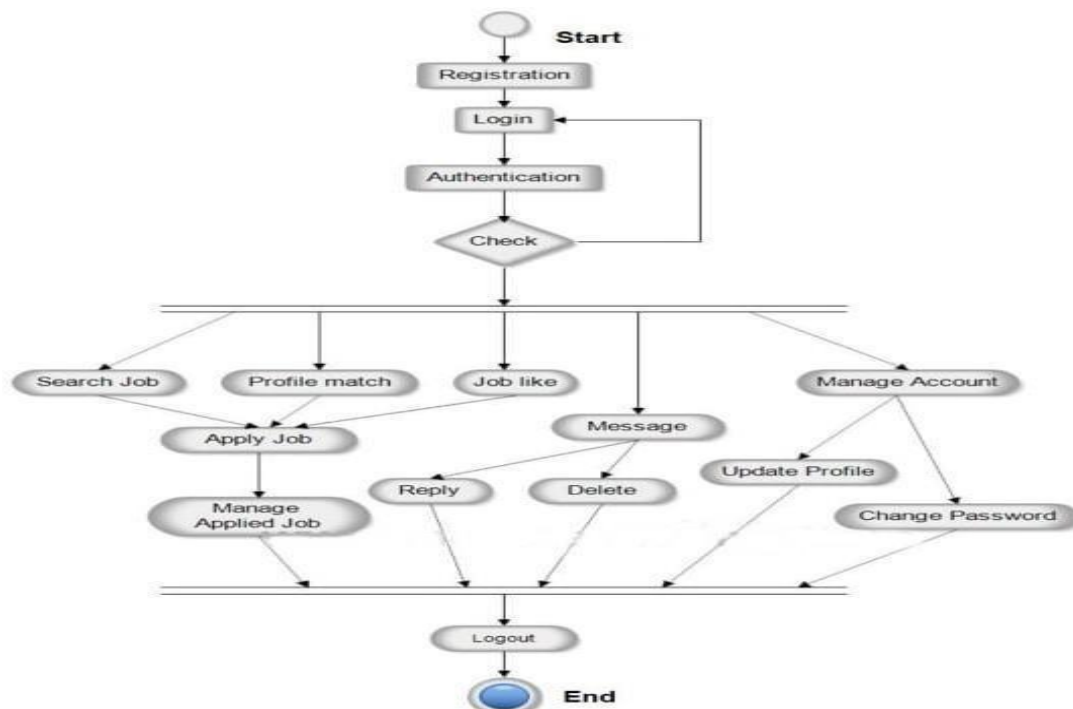 Start
Registration
Login
Authentication
Check
Search Job
Profile match
Job like
Manage Account
Apply Job
Message
Update Profile
Reply
Delete
Manage
Applied Job
Change Password
Logout
End